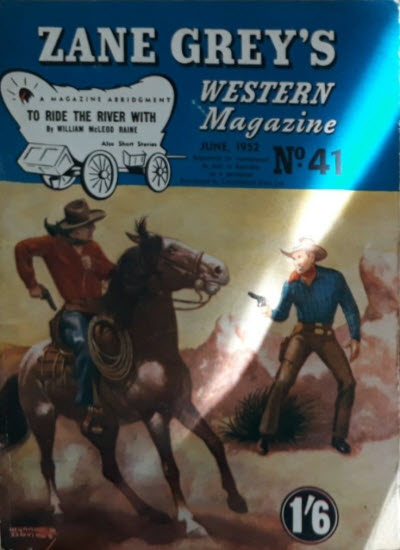 ZANE GREY'S
WESTERN
Magazine
A MAGAZINE ABRIDGMENT
TO RIDE THE RIVER WITH
By WILLIAM McLEOD RAINE
Also Short Stories
JUNE, 1952
No. 41
1'6